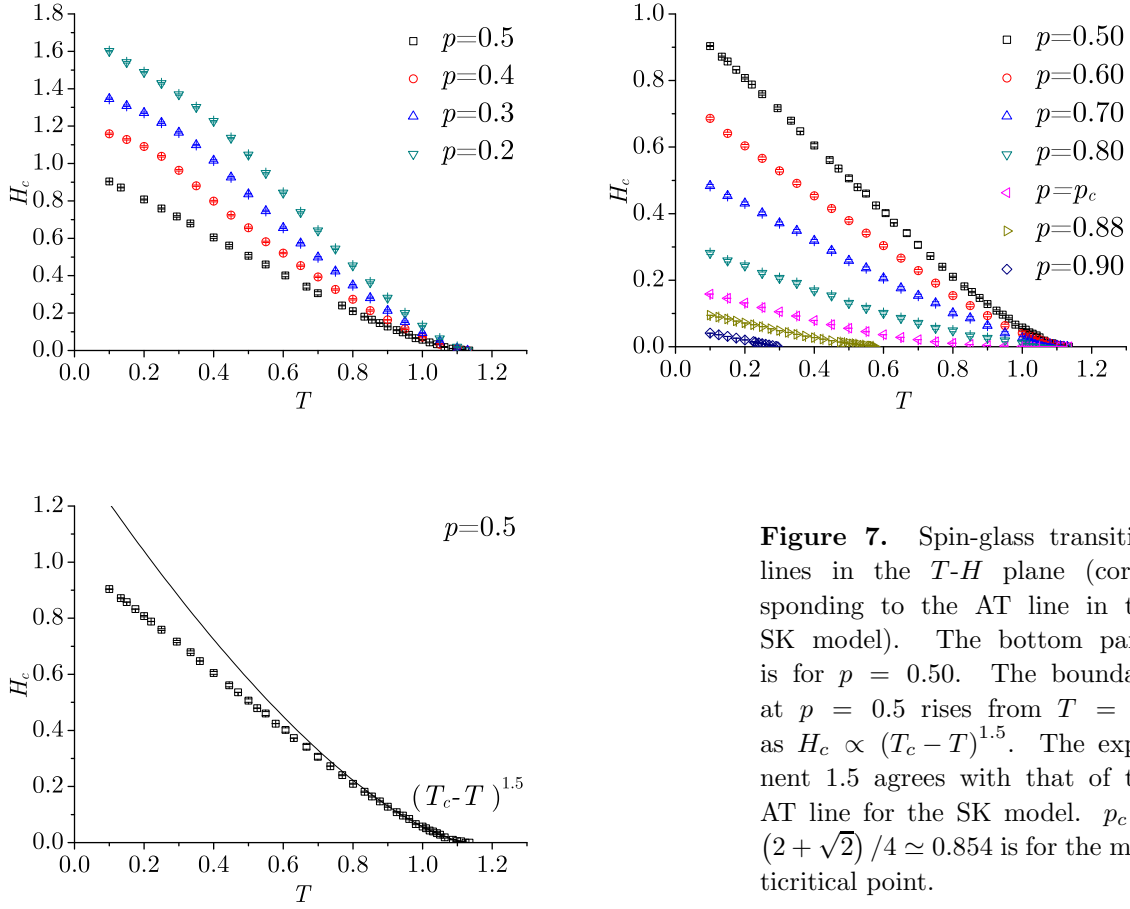 1.8
1.6
1.4
1.2
1.0
0.8
0.6
0.4
0.2
0.0
H_c
0.0 0.2 0.4 0.6 0.8 1.0 1.2
T
p=0.5
p=0.4
p=0.3
p=0.2
1.0
0.8
0.6
0.4
0.2
0.0
H_c
0.0 0.2 0.4 0.6 0.8 1.0 1.2
T
p=0.50
p=0.60
p=0.70
p=0.80
p=p_c
p=0.88
p=0.90
1.2
1.0
0.8
0.6
0.4
0.2
0.0
H_c
0.0 0.2 0.4 0.6 0.8 1.0 1.2
T
p=0.5
(T_c-T)^1.5
Figure 7. Spin-glass transiti
lines in the T-H plane (cor
sponding to the AT line in t
SK model). The bottom pa
is for p = 0.50. The bounda
at p = 0.5 rises from T =
as H_c ∝ (T_c − T)^1.5. The exp
nent 1.5 agrees with that of t
AT line for the SK model. p_c
(2 + √2) /4 ≃ 0.854 is for the m
ticritical point.